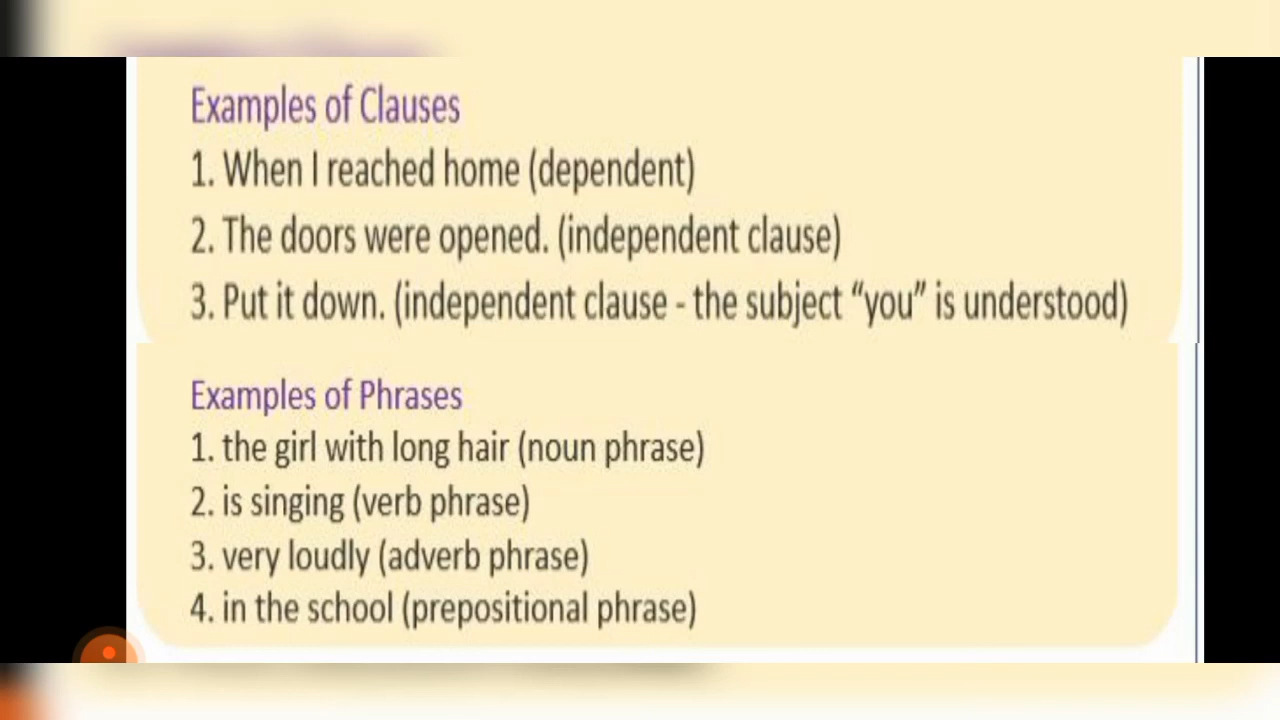 Examples of Clauses
1. When I reached home (dependent)
2. The doors were opened. (independent clause)
3. Put it down. (independent clause - the subject “you” is understood)
Examples of Phrases
1. the girl with long hair (noun phrase)
2. is singing (verb phrase)
3. very loudly (adverb phrase)
4. in the school (prepositional phrase)